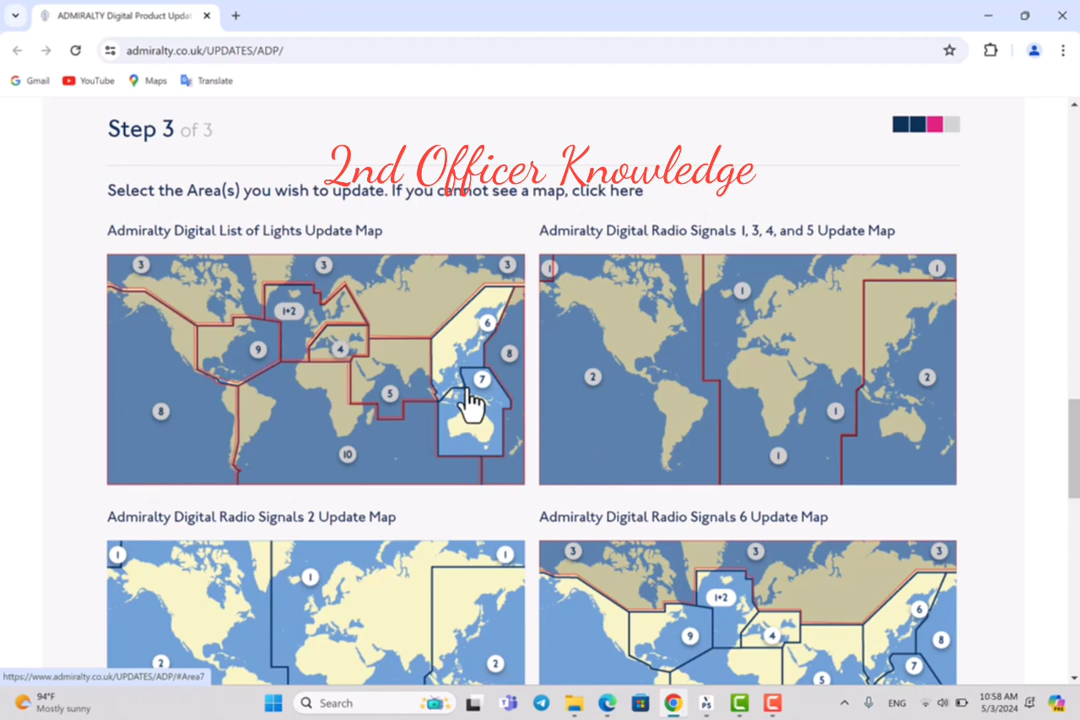 ADMIRALTY Digital Product Updat
admiralty.co.uk/UPDATES/ADP/
Gmail YouTube Maps Translate
Step 3 of 3
2nd Officer Knowledge
Select the Area(s) you wish to update. If you cannot see a map, click here
Admiralty Digital List of Lights Update Map
Admiralty Digital Radio Signals 1, 3, 4, and 5 Update Map
3 3 3
1+2 6
9 4 8
7
5
8
10
1 1 1
2 2
1
1
Admiralty Digital Radio Signals 2 Update Map
Admiralty Digital Radio Signals 6 Update Map
1 1 1
2 2
3 3 3
1+2 6
9 4 8
7
5
https://www.admiralty.co.uk/UPDATES/ADP/#Area7
94°F
Mostly sunny
Search
ENG
10:58 AM
5/3/2024